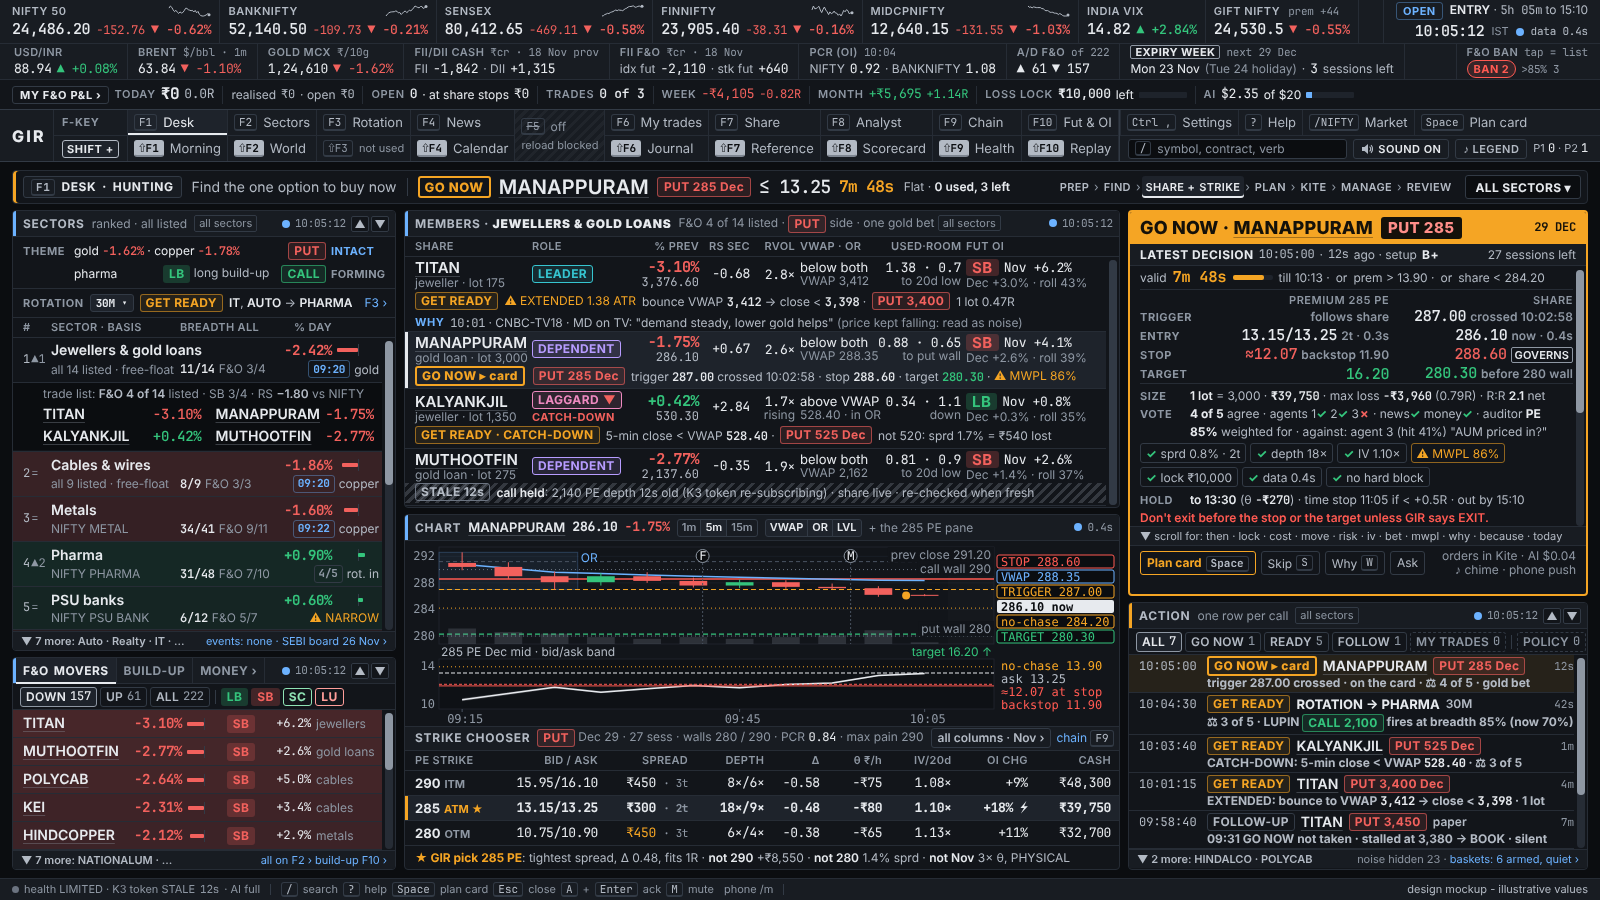 NIFTY 50 BANKNIFTY SENSEX FINNIFTY MIDCPNIFTY INDIA VIX GIFT NIFTY prem +44 OPEN ENTRY · 5h 05m to 15:10
24,486.20 -152.76 ▼ -0.62% 52,140.50 -109.73 ▼ -0.21% 80,412.65 -469.11 ▼ -0.58% 23,905.40 -38.31 ▼ -0.16% 12,640.15 -131.55 ▼ -1.03% 14.82 ▲ +2.84% 24,530.5 ▼ -0.55% 10:05:12 IST data 0.4s
USD/INR BRENT $/bbl · 1m GOLD MCX ₹/10g FII/DII CASH ₹cr · 18 Nov prov FII F&O ₹cr · 18 Nov PCR (OI) 10:04 A/D F&O of 222 EXPIRY WEEK next 29 Dec F&O BAN tap = list
88.94 ▲ +0.08% 63.84 ▼ -1.10% 1,24,610 ▼ -1.62% FII -1,842 · DII +1,315 idx fut -2,110 · stk fut +640 NIFTY 0.92 · BANKNIFTY 1.08 ▲ 61 ▼ 157 Mon 23 Nov (Tue 24 holiday) · 3 sessions left BAN 2 >85% 3
MY F&O P&L › TODAY ₹0 0.0R realised ₹0 · open ₹0 OPEN 0 · at share stops ₹0 TRADES 0 of 3 WEEK -₹4,105 -0.82R MONTH +₹5,695 +1.14R LOSS LOCK ₹10,000 left AI $2.35 of $20
GIR F-KEY F1 Desk F2 Sectors F3 Rotation F4 News F5 off F6 My trades F7 Share F8 Analyst F9 Chain F10 Fut & OI Ctrl , Settings ? Help /NIFTY Market Space Plan card
SHIFT + ⇧F1 Morning ⇧F2 World ⇧F3 not used ⇧F4 Calendar reload blocked ⇧F6 Journal ⇧F7 Reference ⇧F8 Scorecard ⇧F9 Health ⇧F10 Replay / symbol, contract, verb SOUND ON ♪ LEGEND P1 0 · P2 1
F1 DESK · HUNTING Find the one option to buy now GO NOW MANAPPURAM PUT 285 Dec ≤ 13.25 7m 48s Flat · 0 used, 3 left PREP › FIND › SHARE + STRIKE › PLAN › KITE › MANAGE › REVIEW ALL SECTORS ▾
SECTORS ranked · all listed all sectors 10:05:12 ▲ ▼
THEME gold -1.62% · copper -1.78% PUT INTACT
pharma LB long build-up CALL FORMING
ROTATION 30M ▾ GET READY IT, AUTO → PHARMA F3 ›
# SECTOR · BASIS BREADTH ALL % DAY
1▲1 Jewellers & gold loans -2.42%
all 14 listed · free-float 11/14 F&O 3/4 09:20 gold
trade list: F&O 4 of 14 listed · SB 3/4 · RS -1.80 vs NIFTY
TITAN -3.10% MANAPPURAM -1.75%
KALYANKJIL +0.42% MUTHOOTFIN -2.77%
2= Cables & wires -1.86%
all 9 listed · free-float 8/9 F&O 3/3 09:20 copper
3= Metals -1.60%
NIFTY METAL 34/41 F&O 9/11 09:22 copper
4▲2 Pharma +0.90%
NIFTY PHARMA 31/48 F&O 7/10 4/5 rot. in
5= PSU banks +0.60%
NIFTY PSU BANK 6/12 F&O 5/7 ⚠ NARROW
▼ 7 more: Auto · Realty · IT · ... events: none · SEBI board 26 Nov ›
F&O MOVERS BUILD-UP MONEY › 10:05:12 ▲ ▼
DOWN 157 UP 61 ALL 222 LB SB SC LU
TITAN -3.10% SB +6.2% jewellers
MUTHOOTFIN -2.77% SB +2.6% gold loans
POLYCAB -2.64% SB +5.0% cables
KEI -2.31% SB +3.4% cables
HINDCOPPER -2.12% SB +2.9% metals
▼ 7 more: NATIONALUM · ... all on F2 › build-up F10 ›
MEMBERS · JEWELLERS & GOLD LOANS F&O 4 of 14 listed · PUT side · one gold bet all sectors 10:05:12
SHARE ROLE % PREV RS SEC RVOL VWAP · OR USED·ROOM FUT OI
TITAN LEADER -3.10% -0.68 2.8× below both 1.38 · 0.7 SB Nov +6.2%
jeweller · lot 175 3,376.60 VWAP 3,412 to 20d low Dec +3.0% · roll 43%
GET READY ⚠ EXTENDED 1.38 ATR bounce VWAP 3,412 → close < 3,398 · PUT 3,400 1 lot 0.47R
WHY 10:01 · CNBC-TV18 · MD on TV: "demand steady, lower gold helps" (price kept falling: read as noise)
MANAPPURAM DEPENDENT -1.75% +0.67 2.6× below both 0.88 · 0.65 SB Nov +4.1%
gold loan · lot 3,000 286.10 VWAP 288.35 to put wall Dec +2.6% · roll 39%
GO NOW ▸ card PUT 285 Dec trigger 287.00 crossed 10:02:58 · stop 288.60 · target 280.30 · ⚠ MWPL 86%
KALYANKJIL LAGGARD ▼ +0.42% +2.84 1.7× above VWAP 0.34 · 1.1 LB Nov +0.8%
jeweller · lot 1,350 CATCH-DOWN 530.30 rising 528.40 · in OR down Dec +0.3% · roll 35%
GET READY · CATCH-DOWN 5-min close < VWAP 528.40 · PUT 525 Dec not 520: sprd 1.7% = ₹540 lost
MUTHOOTFIN DEPENDENT -2.77% -0.35 1.9× below both 0.81 · 0.9 SB Nov +2.6%
gold loan · lot 275 2,137.60 VWAP 2,162 to 20d low Dec +1.4% · roll 37%
STALE 12s call held: 2,140 PE depth 12s old (K3 token re-subscribing) · share live · re-checked when fresh
CHART MANAPPURAM 286.10 -1.75% 1m 5m 15m VWAP OR LVL + the 285 PE pane 0.4s
292 OR F M prev close 291.20 STOP 288.60
call wall 290 VWAP 288.35
288 TRIGGER 287.00
286.10 now
284 no-chase 284.20
280 put wall 280 TARGET 280.30
285 PE Dec mid · bid/ask band target 16.20 ↑
14 no-chase 13.90
ask 13.25
≈12.07 at stop
10 backstop 11.90
09:15 09:45 10:05
STRIKE CHOOSER PUT Dec 29 · 27 sess · walls 280 / 290 · PCR 0.84 · max pain 290 all columns · Nov › chain F9
PE STRIKE BID / ASK SPREAD DEPTH Δ θ ₹/h IV/20d OI CHG CASH
290 ITM 15.95/16.10 ₹450 · 3t 8×/6× -0.58 -₹75 1.08× +9% ₹48,300
285 ATM ★ 13.15/13.25 ₹300 · 2t 18×/9× -0.48 -₹80 1.10× +18% ⚡ ₹39,750
280 OTM 10.75/10.90 ₹450 · 3t 6×/4× -0.38 -₹65 1.13× +11% ₹32,700
★ GIR pick 285 PE: tightest spread, Δ 0.48, fits 1R · not 290 +₹8,550 · not 280 1.4% sprd · not Nov 3× θ, PHYSICAL
GO NOW · MANAPPURAM PUT 285 29 DEC
LATEST DECISION 10:05:00 · 12s ago · setup B+ 27 sessions left
valid 7m 48s till 10:13 · or prem > 13.90 · or share < 284.20
PREMIUM 285 PE SHARE
TRIGGER follows share 287.00 crossed 10:02:58
ENTRY 13.15/13.25 2t · 0.3s 286.10 now · 0.4s
STOP ≈12.07 backstop 11.90 288.60 GOVERNS
TARGET 16.20 280.30 before 280 wall
SIZE 1 lot = 3,000 · ₹39,750 · max loss -₹3,960 (0.79R) · R:R 2.1 net
VOTE 4 of 5 agree · agents 1✓ 2✓ 3× · news✓ money✓ · auditor PE
85% weighted for · against: agent 3 (hit 41%) "AUM priced in?"
✓ sprd 0.8% · 2t ✓ depth 18× ✓ IV 1.10× ⚠ MWPL 86%
✓ lock ₹10,000 ✓ data 0.4s ✓ no hard block
HOLD to 13:30 (θ -₹270) · time stop 11:05 if < +0.5R · out by 15:10
Don't exit before the stop or the target unless GIR says EXIT.
▼ scroll for: then · lock · cost · move · risk · iv · bet · mwpl · why · because · today
Plan card Space Skip S Why W Ask orders in Kite · AI $0.04
♪ chime · phone push
ACTION one row per call all sectors 10:05:12 ▲ ▼
ALL 7 GO NOW 1 READY 5 FOLLOW 1 MY TRADES 0 POLICY 0
10:05:00 GO NOW ▸ card MANAPPURAM PUT 285 Dec 12s
trigger 287.00 crossed · on the card · ⚖ 4 of 5 · gold bet
10:04:30 GET READY ROTATION → PHARMA 30M 42s
⚖ 3 of 5 · LUPIN CALL 2,100 fires at breadth 85% (now 70%)
10:03:40 GET READY KALYANKJIL PUT 525 Dec 1m
CATCH-DOWN: 5-min close < VWAP 528.40 · ⚖ 3 of 5
10:01:15 GET READY TITAN PUT 3,400 Dec 4m
EXTENDED: bounce to VWAP 3,412 → close < 3,398 · 1 lot
09:58:40 FOLLOW-UP TITAN PUT 3,450 paper 7m
09:31 GO NOW not taken · stalled at 3,380 → BOOK · silent
▼ 2 more: HINDALCO · POLYCAB noise hidden 23 · baskets: 6 armed, quiet ›
health LIMITED · K3 token STALE 12s · AI full / search ? help Space plan card Esc close A + Enter ack M mute phone /m design mockup - illustrative values